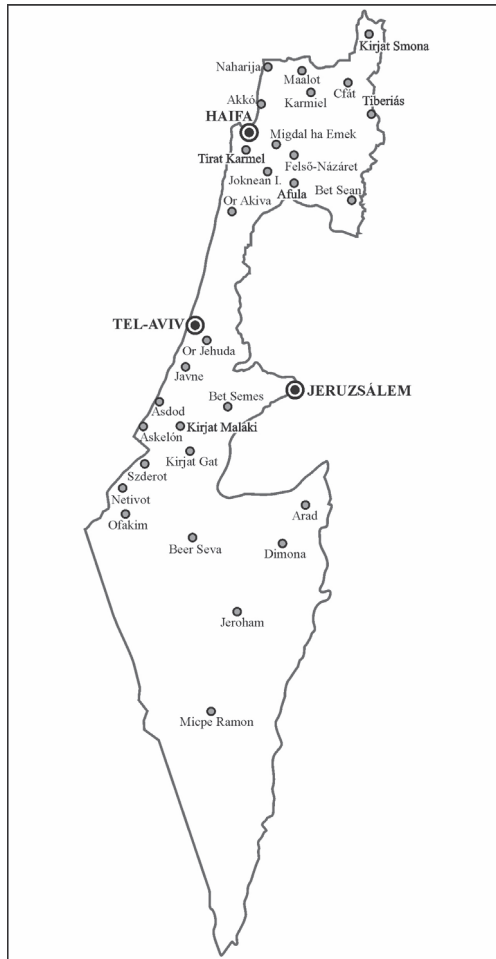 Kirjat Smona
Naharija
Maalot
Cfát
Karmiel
Akkó
Tiberiás
HAIFA
Migdal ha Emek
Tirat Karmel
Felső-Názáret
Joknean I.
Afula
Bet Sean
Or Akiva
TEL-AVIV
Or Jehuda
Javne
JERUZSÁLEM
Bet Semes
Asdod
Askelón
Kirjat Maláki
Kirjat Gat
Szderot
Netivot
Ofakim
Arad
Beer Seva
Dimona
Jeroham
Micpe Ramon